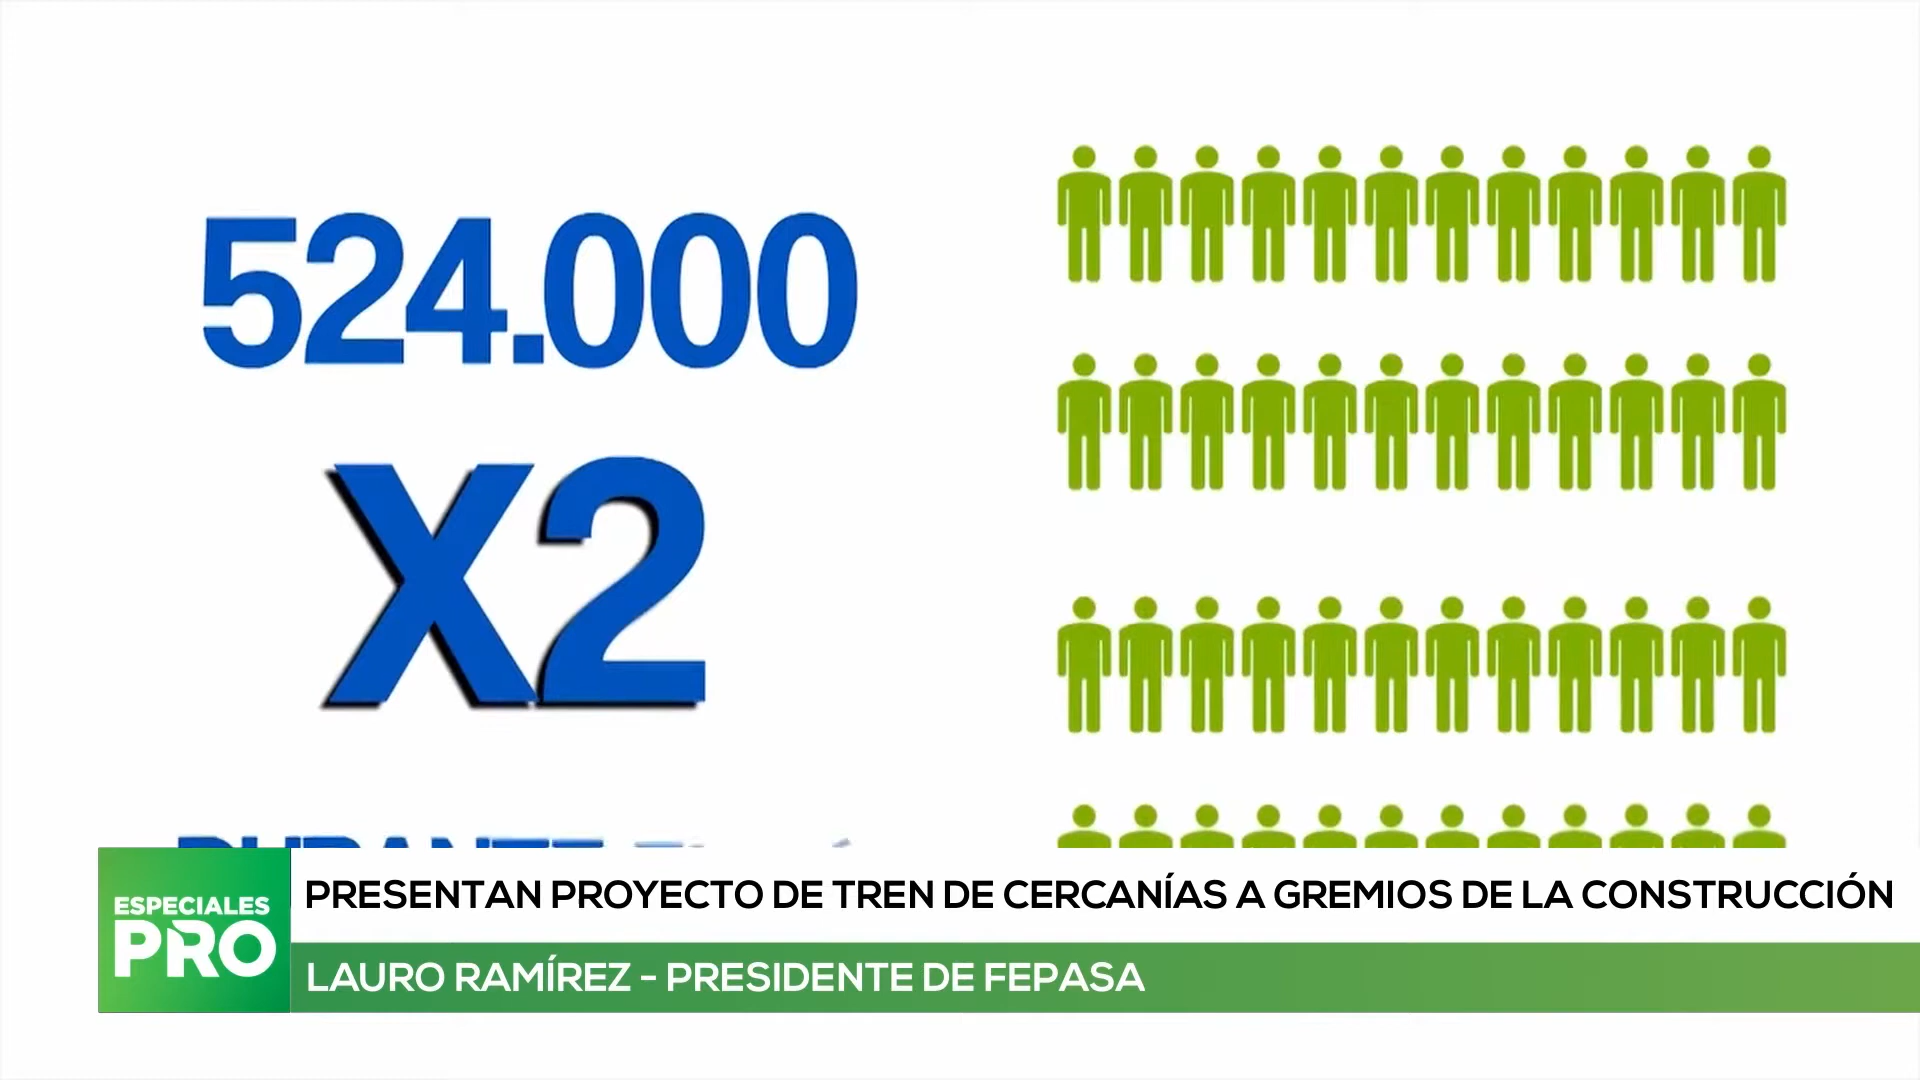 524.000
X2
DURANTE
ESPECIALES
PRO
PRESENTAN PROYECTO DE TREN DE CERCANÍAS A GREMIOS DE LA CONSTRUCCIÓN
LAURO RAMÍREZ - PRESIDENTE DE FEPASA